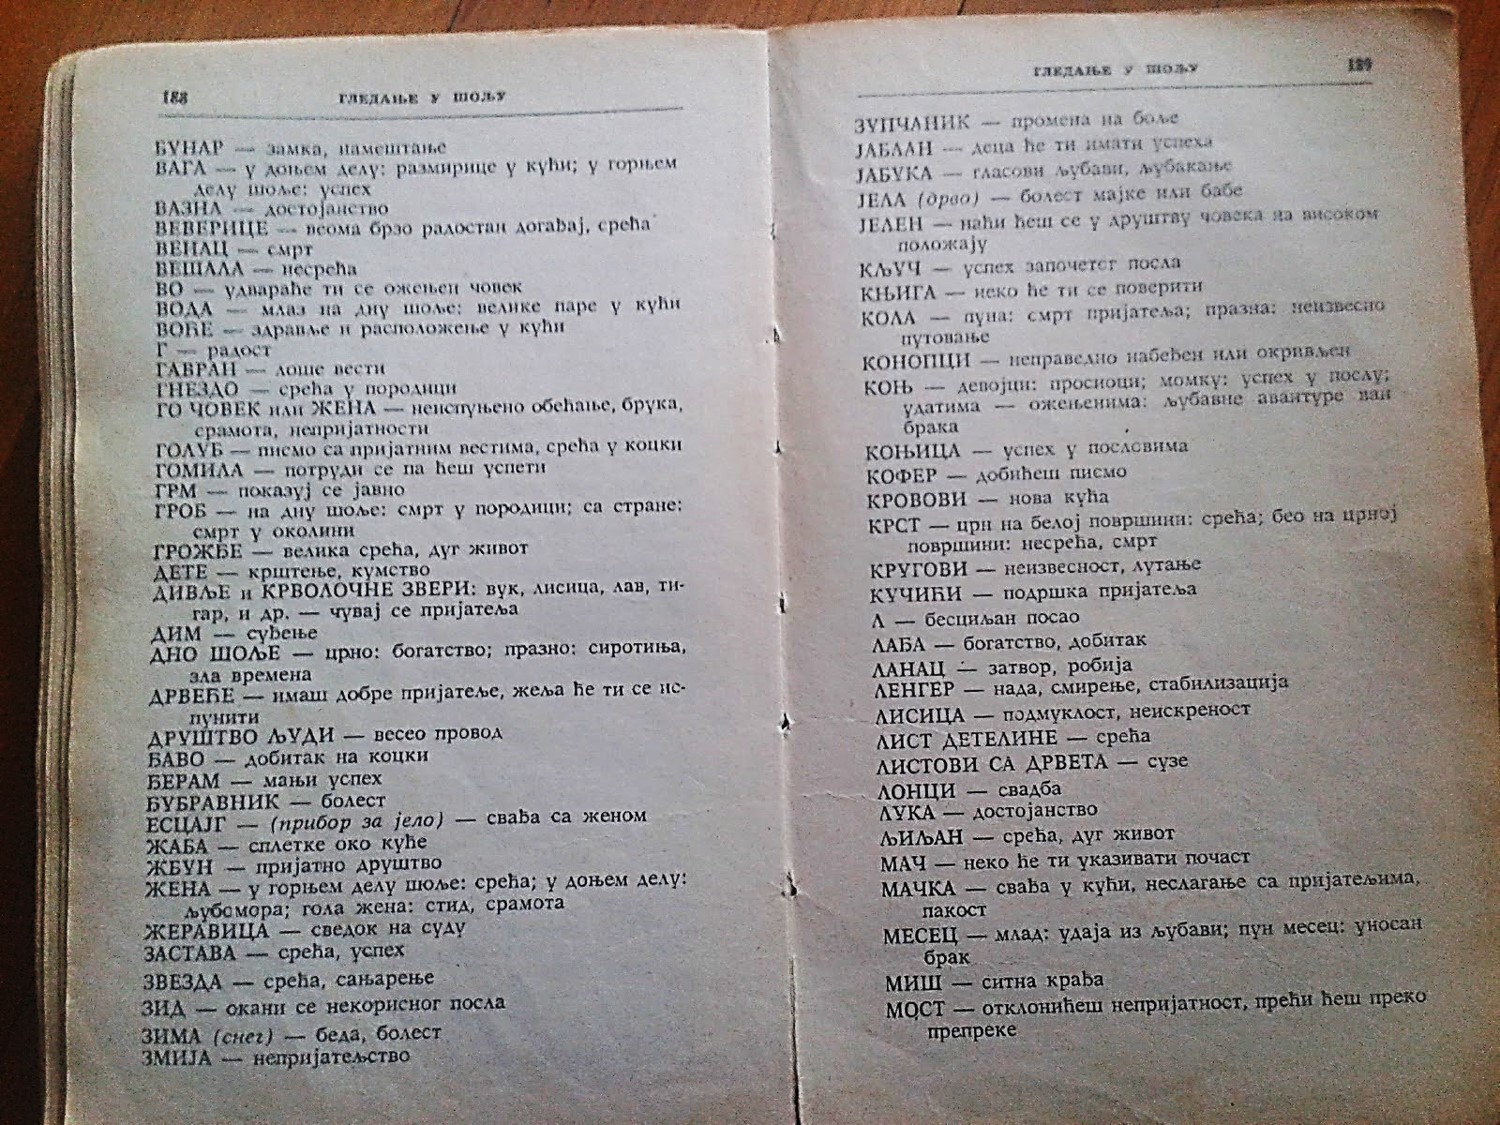 188 ГЛЕДАЊЕ У ШОЉУ
БУНАР — замка, намештање
ВАГА — у доњем делу: размирице у кући; у горњем
делу шоље: успех
ВАЗНА — достојанство
ВЕВЕРИЦЕ — веома брзо радостан догађај, срећа
ВЕНАЦ — смрт
ВЕШАЛА — несрећа
ВО — удвараће ти се ожењен човек
ВОДА — млаз на дну шоље: велике паре у кући
ВОЋЕ — здравље и расположење у кући
Г — радост
ГАВРАН — лоше вести
ГНЕЗДО — срећа у породици
ГО ЧОВЕК или ЖЕНА — неиспуњено обећање, брука,
срамота, непријатности
ГОЛУБ — писмо са пријатним вестима, срећа у коцки
ГОМИЛА — потруди се па ћеш успети
ГРМ — показуј се јавно
ГРОБ — на дну шоље: смрт у породици; са стране:
смрт у околини
ГРОЖЂЕ — велика срећа, дуг живот
ДЕТЕ — крштење, кумство
ДИВЉЕ и КРВОЛОЧНЕ ЗВЕРИ: вук, лисица, лав, ти-
гар, и др. — чувај се пријатеља
ДИМ — суђење
ДНО ШОЉЕ — црно: богатство; празно: сиротиња,
зла времена
ДРВЕЋЕ — имаш добре пријатеље, жеља ће ти се ис-
пунити
ДРУШТВО ЉУДИ — весео провод
ЂАВО — добитак на коцки
ЂЕРАМ — мањи успех
ЂУБРАВНИК — болест
ЕСЦАЈГ — (прибор за јело) — свађа са женом
ЖАБА — сплетке око куће
ЖБУН — пријатно друштво
ЖЕНА — у горњем делу шоље: срећа; у доњем делу:
љубомора; гола жена: стид, срамота
ЖЕРАВИЦА — сведок на суду
ЗАСТАВА — срећа, успех
ЗВЕЗДА — срећа, сањарење
ЗИД — окани се некорисног посла
ЗИМА (снег) — беда, болест
ЗМИЈА — непријатељство
ГЛЕДАЊЕ У ШОЉУ 189
ЗУПЧАНИК — промена на боље
ЈАБЛАН — деца ће ти имати успеха
ЈАБУКА — гласови љубави, љубакање
ЈЕЛА (дрво) — болест мајке или бабе
ЈЕЛЕН — наћи ћеш се у друштву човека на високом
положају
КЉУЧ — успех започетог посла
КЊИГА — неко ће ти се поверити
КОЛА — пуна: смрт пријатеља; празна: неизвесно
путовање
КОНОПЦИ — неправедно набеђен или окривљен
КОЊ — девојци: просиоци; момку: успех у послу;
удатима — ожењенима: љубавне авантуре ван
брака
КОЊИЦА — успех у пословима
КОФЕР — добићеш писмо
КРОВОВИ — нова кућа
КРСТ — црн на белој површини: срећа; бео на црној
површини: несрећа, смрт
КРУГОВИ — неизвесност, лутање
КУЧИЋИ — подршка пријатеља
Л — бесциљан посао
ЛАЂА — богатство, добитак
ЛАНАЦ — затвор, робија
ЛЕНГЕР — нада, смирење, стабилизација
ЛИСИЦА — подмуклост, неискреност
ЛИСТ ДЕТЕЛИНЕ — срећа
ЛИСТОВИ СА ДРВЕТА — сузе
ЛОНЦИ — свадба
ЛУКА — достојанство
ЉИЉАН — срећа, дуг живот
МАЧ — неко ће ти указивати почаст
МАЧКА — свађа у кући, неслагање са пријатељима,
пакост
МЕСЕЦ — млад: удаја из љубави; пун месец: уносан
брак
МИШ — ситна крађа
МОСТ — отклонићеш непријатност, прећи ћеш преко
препреке